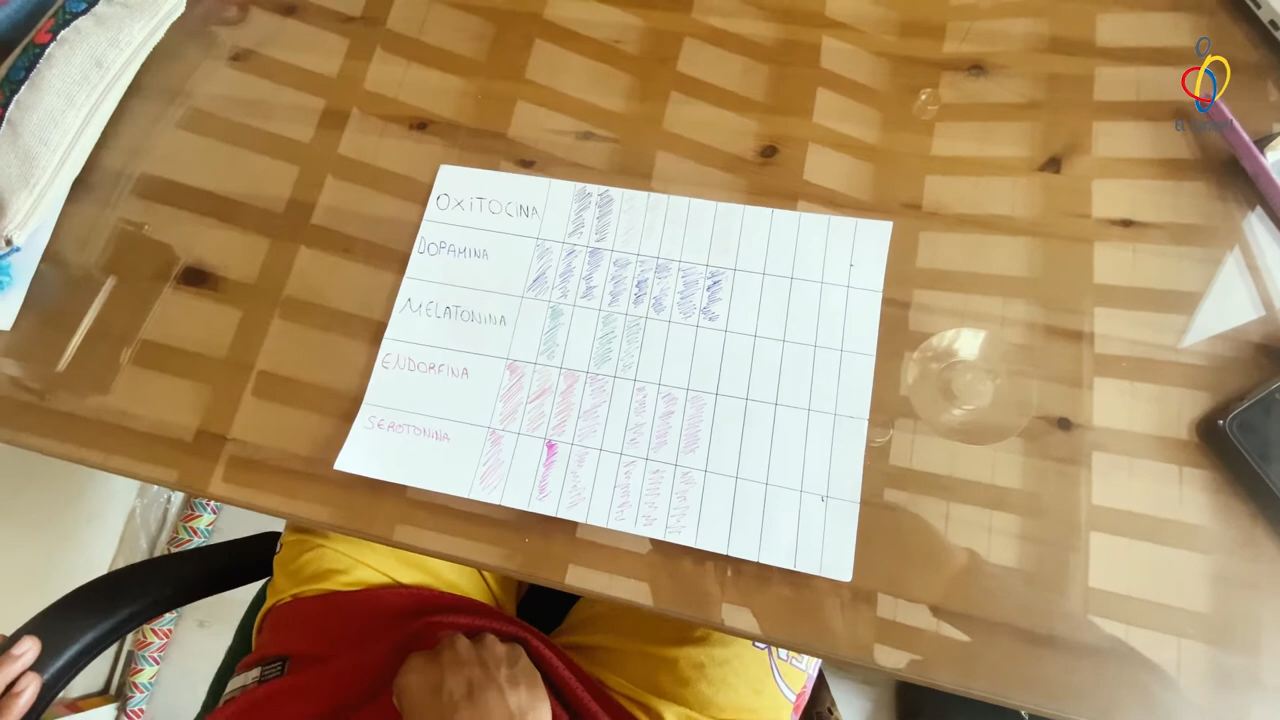 OXITOCINA
DOPAMINA
MELATONINA
ENDORFINA
SEROTONINA